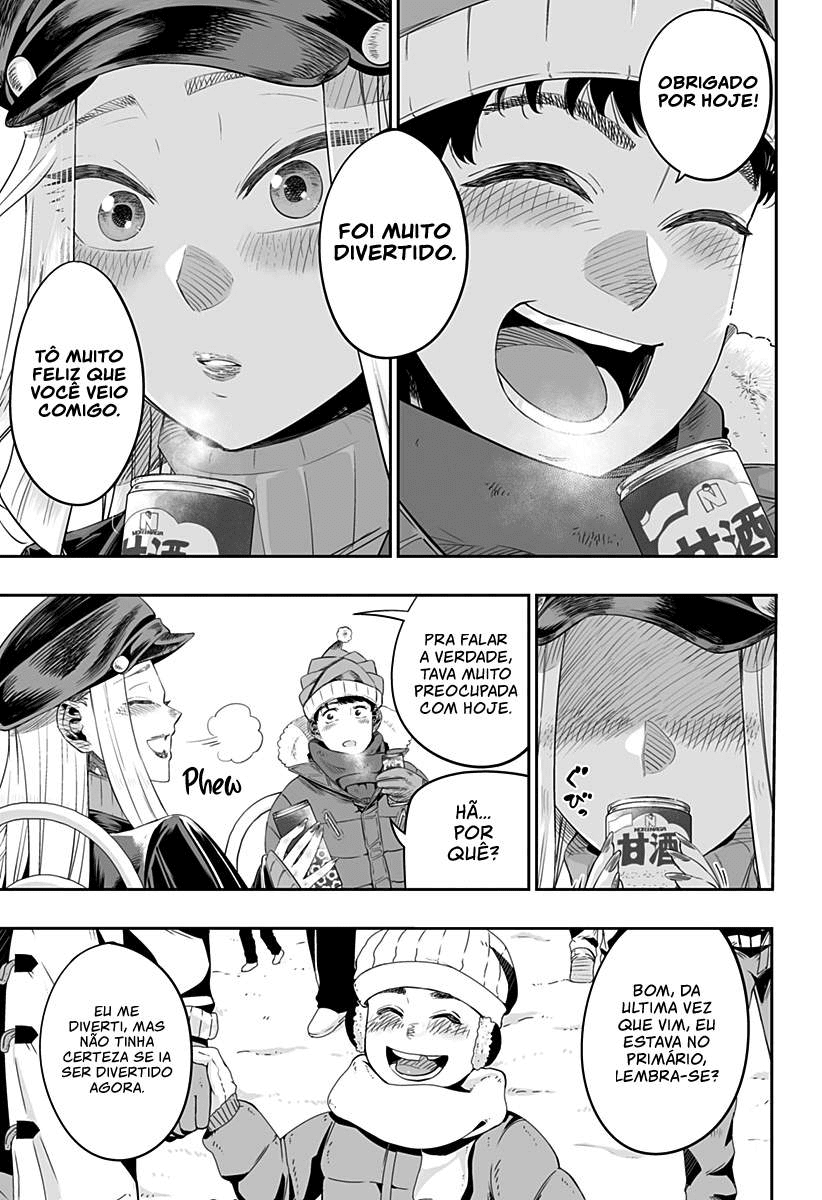 OBRIGADO
POR HOJE!
FOI MUITO
DIVERTIDO.
TÔ MUITO
FELIZ QUE
VOCÊ VEIO
COMIGO.
N
甘酒
N
MORINAGA
甘酒
ぐびっ
N
MORINAGA
甘酒
PRA FALAR
A VERDADE,
TAVA MUITO
PREOCUPADA
COM HOJE.
HÃ...
POR
QUÊ?
Phew
BOM, DA
ULTIMA VEZ
QUE VIM, EU
ESTAVA NO
PRIMÁRIO,
LEMBRA-SE?
EU ME
DIVERTI, MAS
NÃO TINHA
CERTEZA SE IA
SER DIVERTIDO
AGORA.